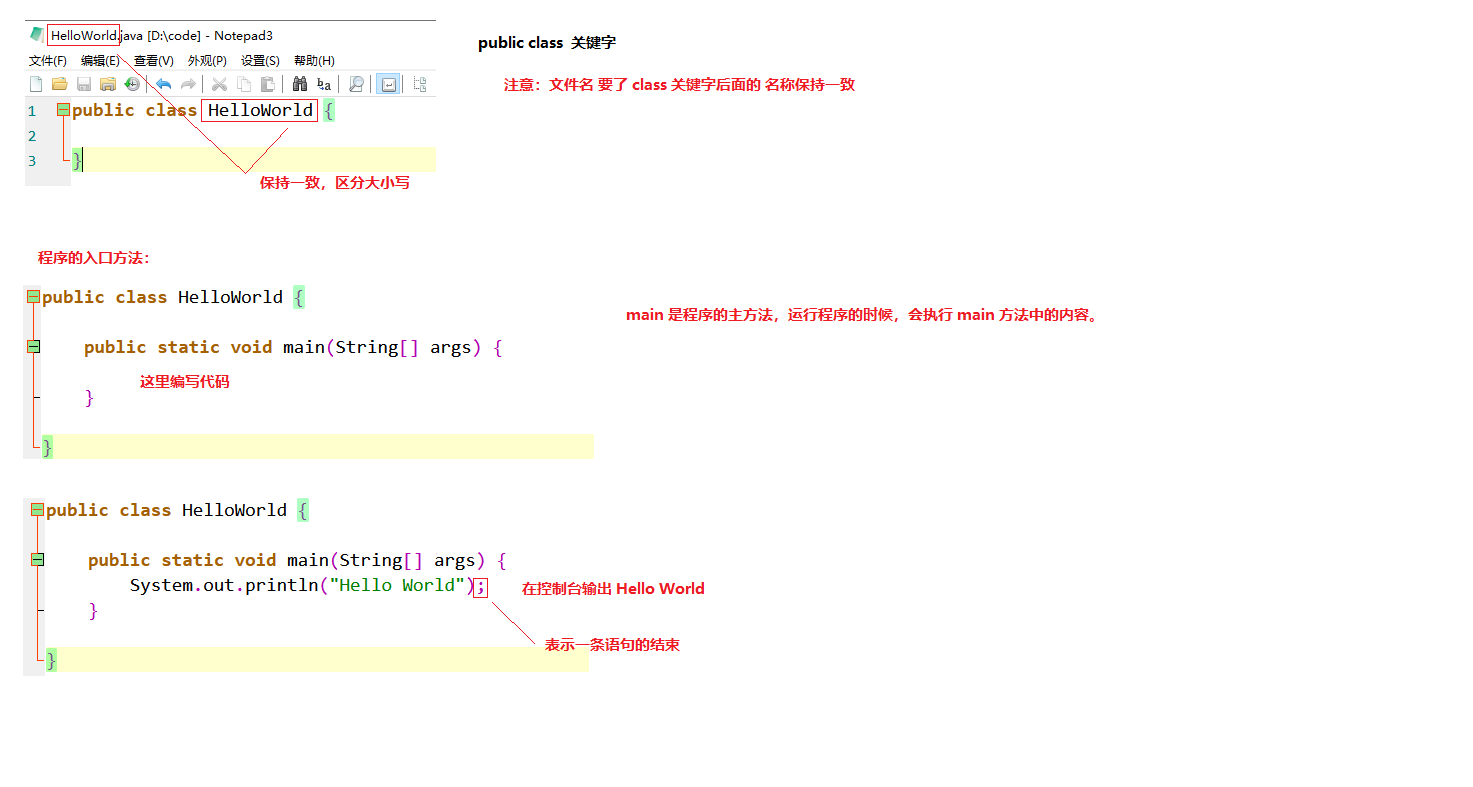 HelloWorld.java [D:\code] - Notepad3
文件(F) 编辑(E) 查看(V) 外观(P) 设置(S) 帮助(H)
public class 关键字
注意：文件名 要了 class 关键字后面的 名称保持一致
1 public class HelloWorld {
2
3 }
保持一致，区分大小写
程序的入口方法：
public class HelloWorld {
main 是程序的主方法，运行程序的时候，会执行 main 方法中的内容。
public static void main(String[] args) {
这里编写代码
}
}
public class HelloWorld {
public static void main(String[] args) {
System.out.println("Hello World");
在控制台输出 Hello World
}
表示一条语句的结束
}